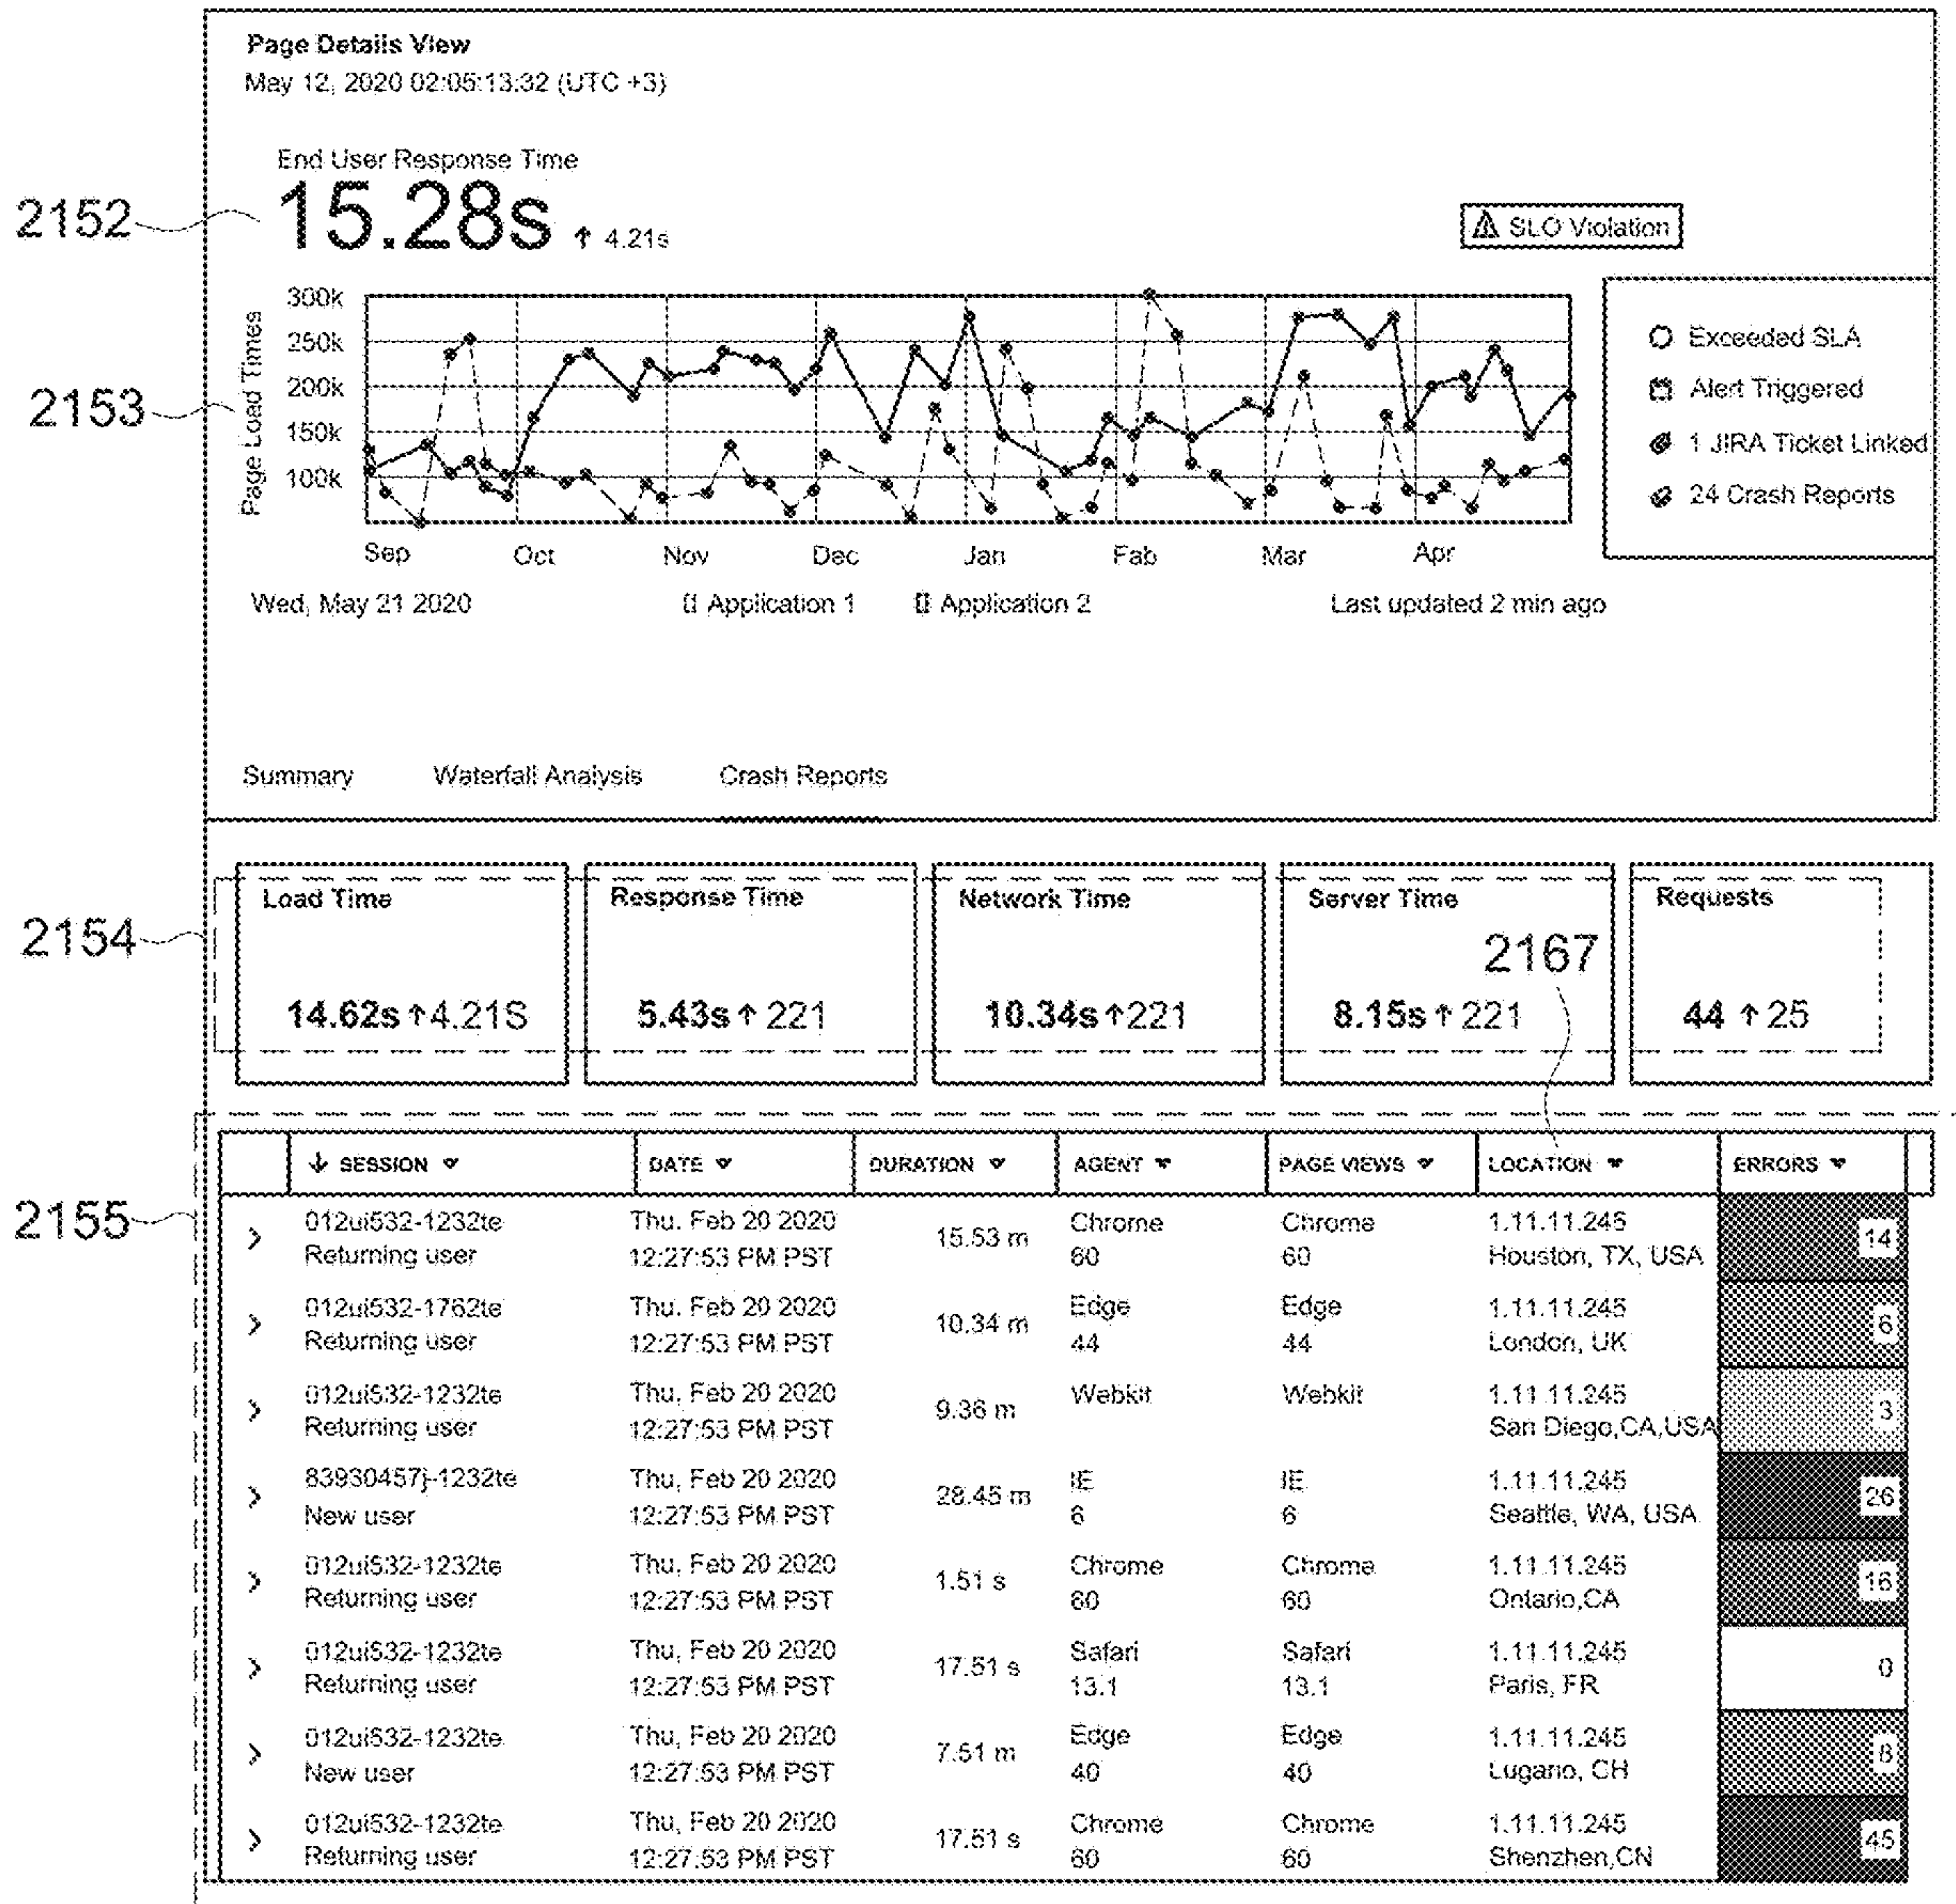 Page Details View
May 12, 2020 02:05:13:32 (UTC +3)
End User Response Time
2152
15.28s ↑ 4.21s
SLO Violation
2153
Page Load Times
300k
250k
200k
150k
100k
Sep Oct Nov Dec Jan Fab Mar Apr
Exceeded SLA
Alert Triggered
1 JIRA Ticket Linked
24 Crash Reports
Wed, May 21 2020 Application 1 Application 2 Last updated 2 min ago
Summary Waterfall Analysis Crash Reports
2154
Load Time Response Time Network Time Server Time Requests
2167
14.62s ↑4.21S 5.43s ↑ 221 10.34s ↑221 8.15s ↑ 221 44 ↑ 25
2155
↓ SESSION DATE DURATION AGENT PAGE VIEWS LOCATION ERRORS
012ui532-1232te Thu. Feb 20 2020 15.53 m Chrome Chrome 1.11.11.245 14
Returning user 12:27:53 PM PST 60 60 Houston, TX, USA
012ui532-1762te Thu. Feb 20 2020 10.34 m Edge Edge 1.11.11.245 6
Returning user 12:27:53 PM PST 44 44 London, UK
012ui532-1232te Thu, Feb 20 2020 9.36 m Webkit Webkit 1.11.11.245 3
Returning user 12:27:53 PM PST San Diego,CA,USA
83930457j-1232te Thu, Feb 20 2020 28.45 m IE IE 1.11.11.245 26
New user 12:27:53 PM PST 6 6 Seattle, WA, USA
012ui532-1232te Thu, Feb 20 2020 1.51 s Chrome Chrome 1.11.11.245 16
Returning user 12:27:53 PM PST 60 60 Ontario,CA
012ui532-1232te Thu, Feb 20 2020 17.51 s Safari Safari 1.11.11.245 0
Returning user 12:27:53 PM PST 13.1 13.1 Paris, FR
012ui532-1232te Thu, Feb 20 2020 7.51 m Edge Edge 1.11.11.245 8
New user 12:27:53 PM PST 40 40 Lugano, CH
012ui532-1232te Thu, Feb 20 2020 17.51 s Chrome Chrome 1.11.11.245 45
Returning user 12:27:53 PM PST 60 60 Shenzhen,CN